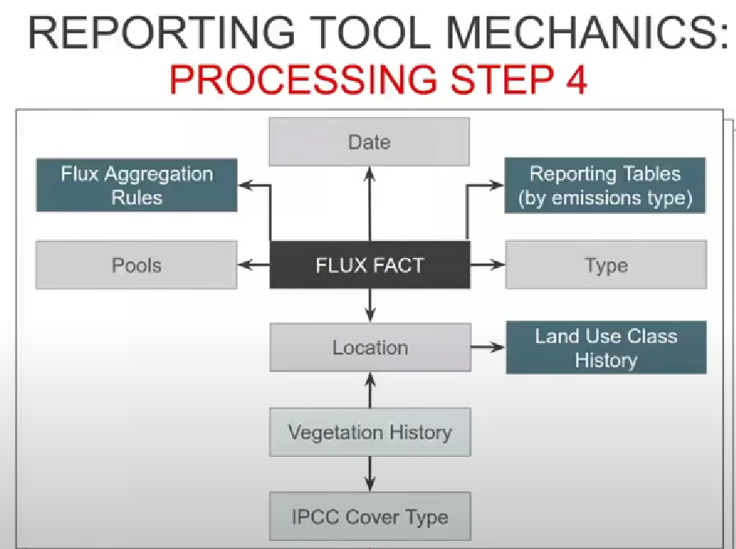 REPORTING TOOL MECHANICS:
PROCESSING STEP 4
Date
Flux Aggregation
Rules
Reporting Tables
(by emissions type)
Pools
FLUX FACT
Type
Location
Land Use Class
History
Vegetation History
IPCC Cover Type